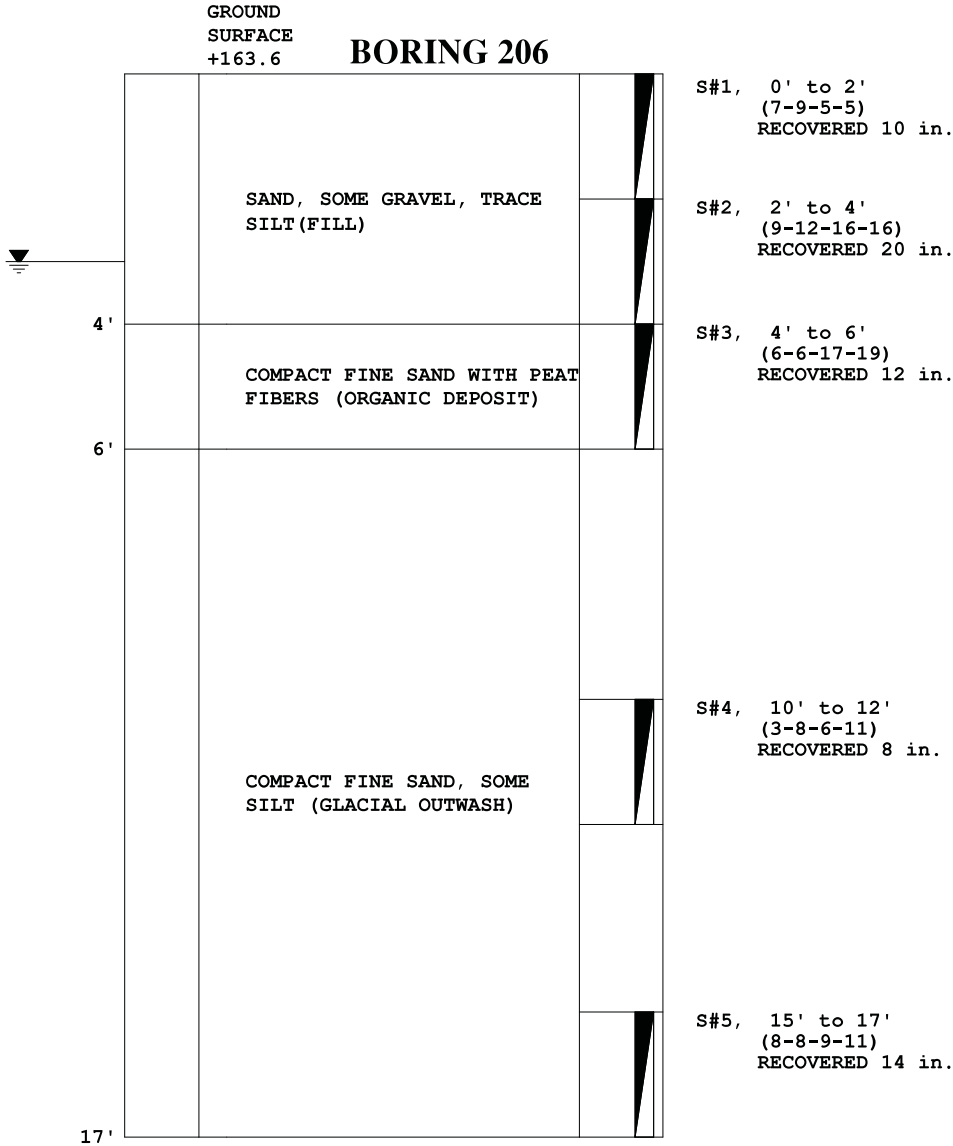 GROUND
SURFACE
+163.6
BORING 206
S#1, 0' to 2'
(7-9-5-5)
RECOVERED 10 in.
SAND, SOME GRAVEL, TRACE
SILT(FILL)
S#2, 2' to 4'
(9-12-16-16)
RECOVERED 20 in.
4'
S#3, 4' to 6'
(6-6-17-19)
RECOVERED 12 in.
COMPACT FINE SAND WITH PEAT
FIBERS (ORGANIC DEPOSIT)
6'
S#4, 10' to 12'
(3-8-6-11)
RECOVERED 8 in.
COMPACT FINE SAND, SOME
SILT (GLACIAL OUTWASH)
S#5, 15' to 17'
(8-8-9-11)
RECOVERED 14 in.
17'